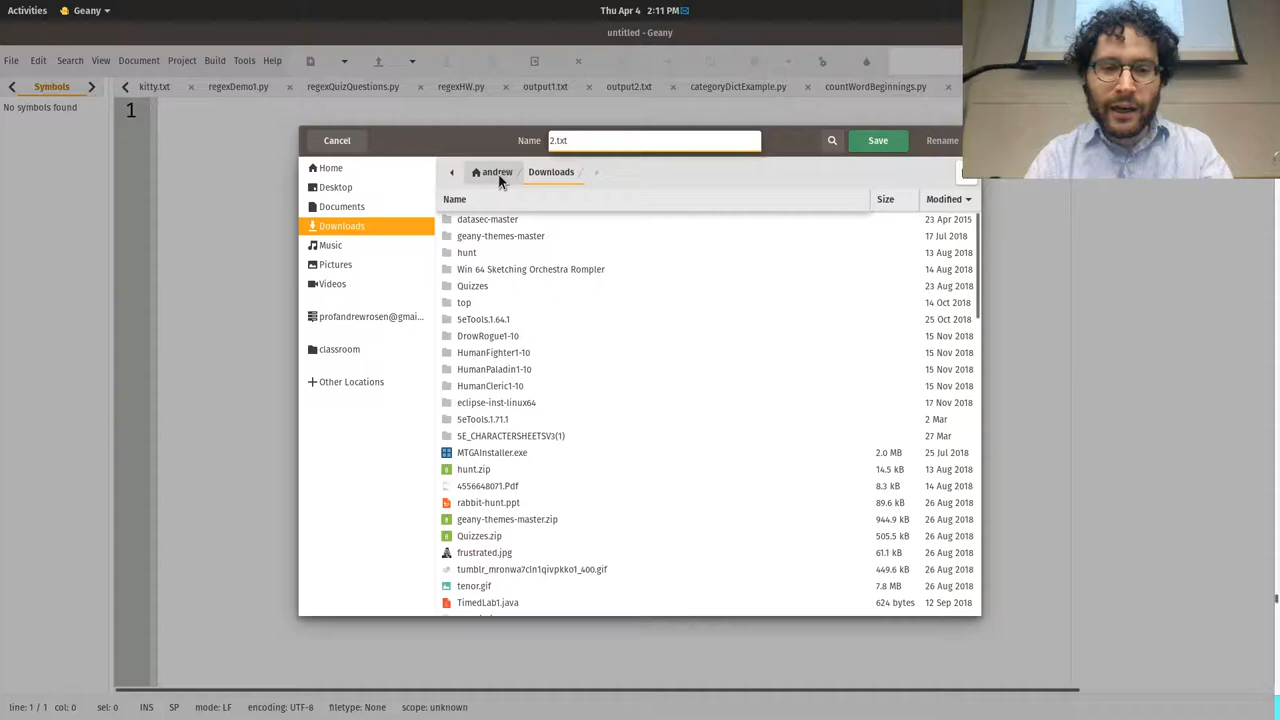 Activities Geany Thu Apr 4 2:11 PM
untitled - Geany
File Edit Search View Document Project Build Tools Help
Symbols kitty.txt regexDemo1.py regexQuizQuestions.py regexHW.py output1.txt output2.txt categoryDictExample.py countWordBeginnings.py
No symbols found
1
Cancel Name 2.txt Save Rename
andrew Downloads
Home
Desktop
Documents
Downloads
Music
Pictures
Videos
profandrewrosen@gmai...
classroom
Other Locations
Name Size Modified
datasec-master 23 Apr 2015
geany-themes-master 17 Jul 2018
hunt 13 Aug 2018
Win 64 Sketching Orchestra Rompler 14 Aug 2018
Quizzes 23 Aug 2018
top 14 Oct 2018
5eTools.1.64.1 25 Oct 2018
DrowRogue1-10 15 Nov 2018
HumanFighter1-10 15 Nov 2018
HumanPaladin1-10 15 Nov 2018
HumanCleric1-10 15 Nov 2018
eclipse-inst-linux64 17 Nov 2018
5eTools.1.71.1 2 Mar
5E_CHARACTERSHEETSV3(1) 27 Mar
MTGAInstaller.exe 2.0 MB 25 Jul 2018
hunt.zip 14.5 kB 13 Aug 2018
4556648071.Pdf 8.3 kB 14 Aug 2018
rabbit-hunt.ppt 89.6 kB 26 Aug 2018
geany-themes-master.zip 944.9 kB 26 Aug 2018
Quizzes.zip 505.5 kB 26 Aug 2018
frustrated.jpg 61.1 kB 26 Aug 2018
tumblr_mronwa7cln1qivpkko1_400.gif 449.6 kB 26 Aug 2018
tenor.gif 7.8 MB 26 Aug 2018
TimedLab1.java 624 bytes 12 Sep 2018
line: 1 / 1 col: 0 sel: 0 INS SP mode: LF encoding: UTF-8 filetype: None scope: unknown